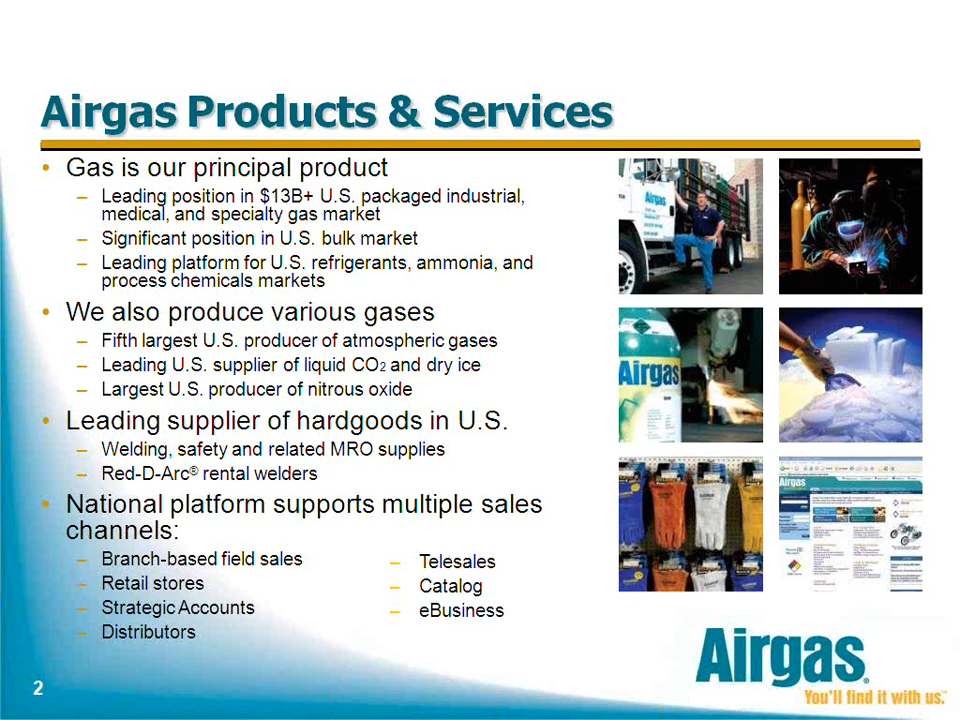 Airgas Products & Services
• Gas is our principal product
– Leading position in $13B+ U.S. packaged industrial,
medical, and specialty gas market
– Significant position in U.S. bulk market
– Leading platform for U.S. refrigerants, ammonia, and
process chemicals markets
• We also produce various gases
– Fifth largest U.S. producer of atmospheric gases
– Leading U.S. supplier of liquid CO2 and dry ice
– Largest U.S. producer of nitrous oxide
• Leading supplier of hardgoods in U.S.
– Welding, safety and related MRO supplies
– Red-D-Arc® rental welders
• National platform supports multiple sales
channels:
– Branch-based field sales
– Retail stores
– Strategic Accounts
– Distributors
– Telesales
– Catalog
– eBusiness
Airgas
Airgas
Airgas
Airgas®
You'll find it with us.™
2